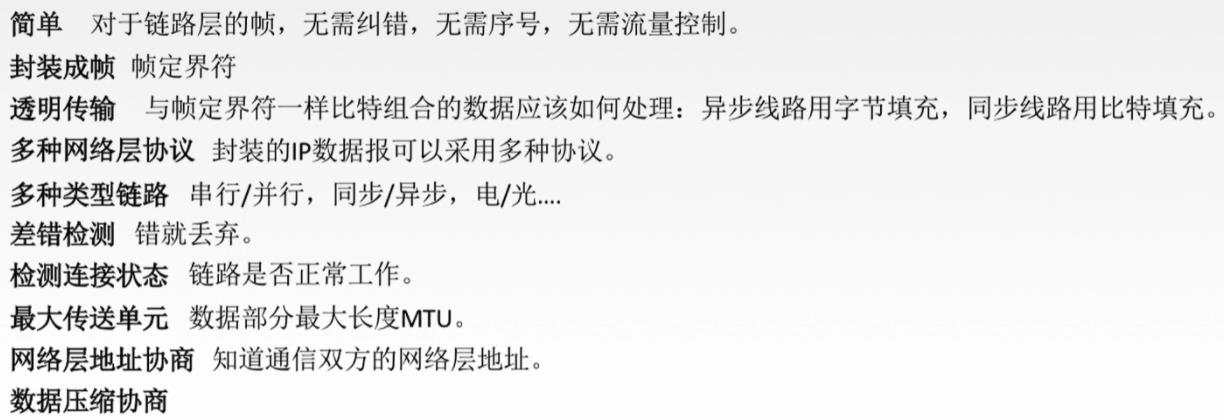 简单 对于链路层的帧，无需纠错，无需序号，无需流量控制。
封装成帧 帧定界符
透明传输 与帧定界符一样比特组合的数据应该如何处理：异步线路用字节填充，同步线路用比特填充。
多种网络层协议 封装的IP数据报可以采用多种协议。
多种类型链路 串行/并行，同步/异步，电/光....
差错检测 错就丢弃。
检测连接状态 链路是否正常工作。
最大传送单元 数据部分最大长度MTU。
网络层地址协商 知道通信双方的网络层地址。
数据压缩协商